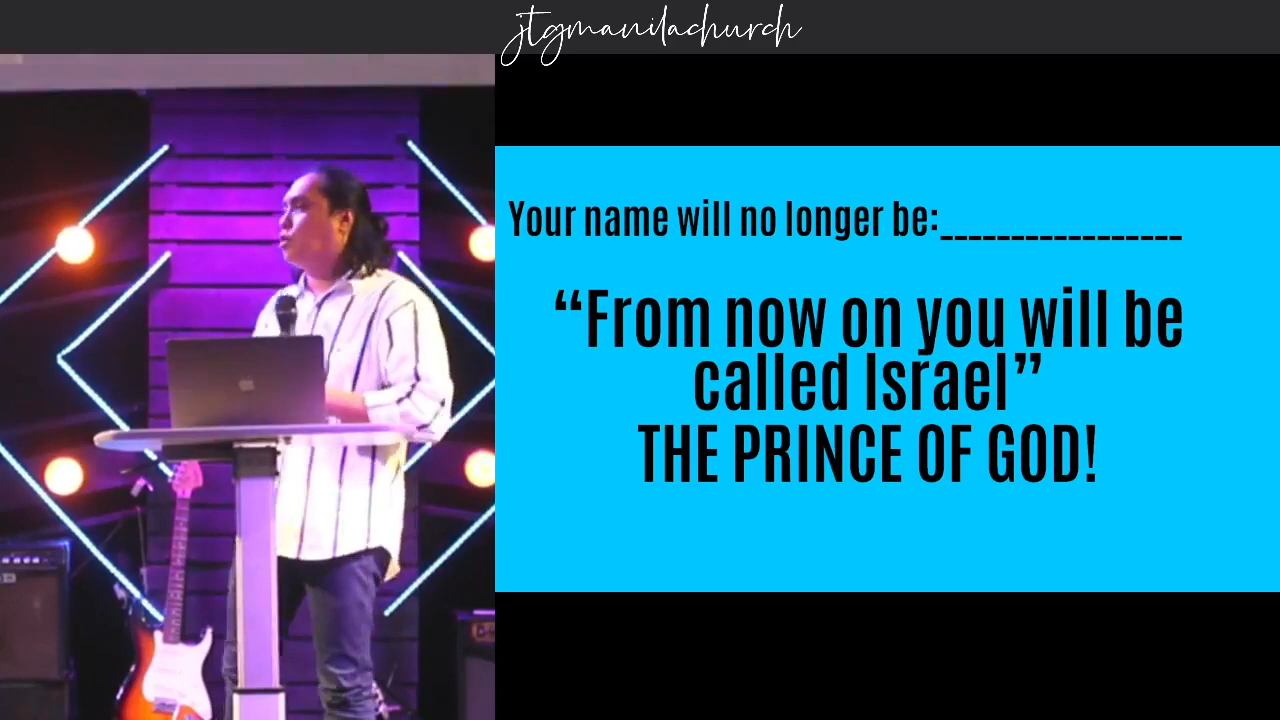 jtgmanilachurch
Your name will no longer be:_________________
“From now on you will be
called Israel”
THE PRINCE OF GOD!